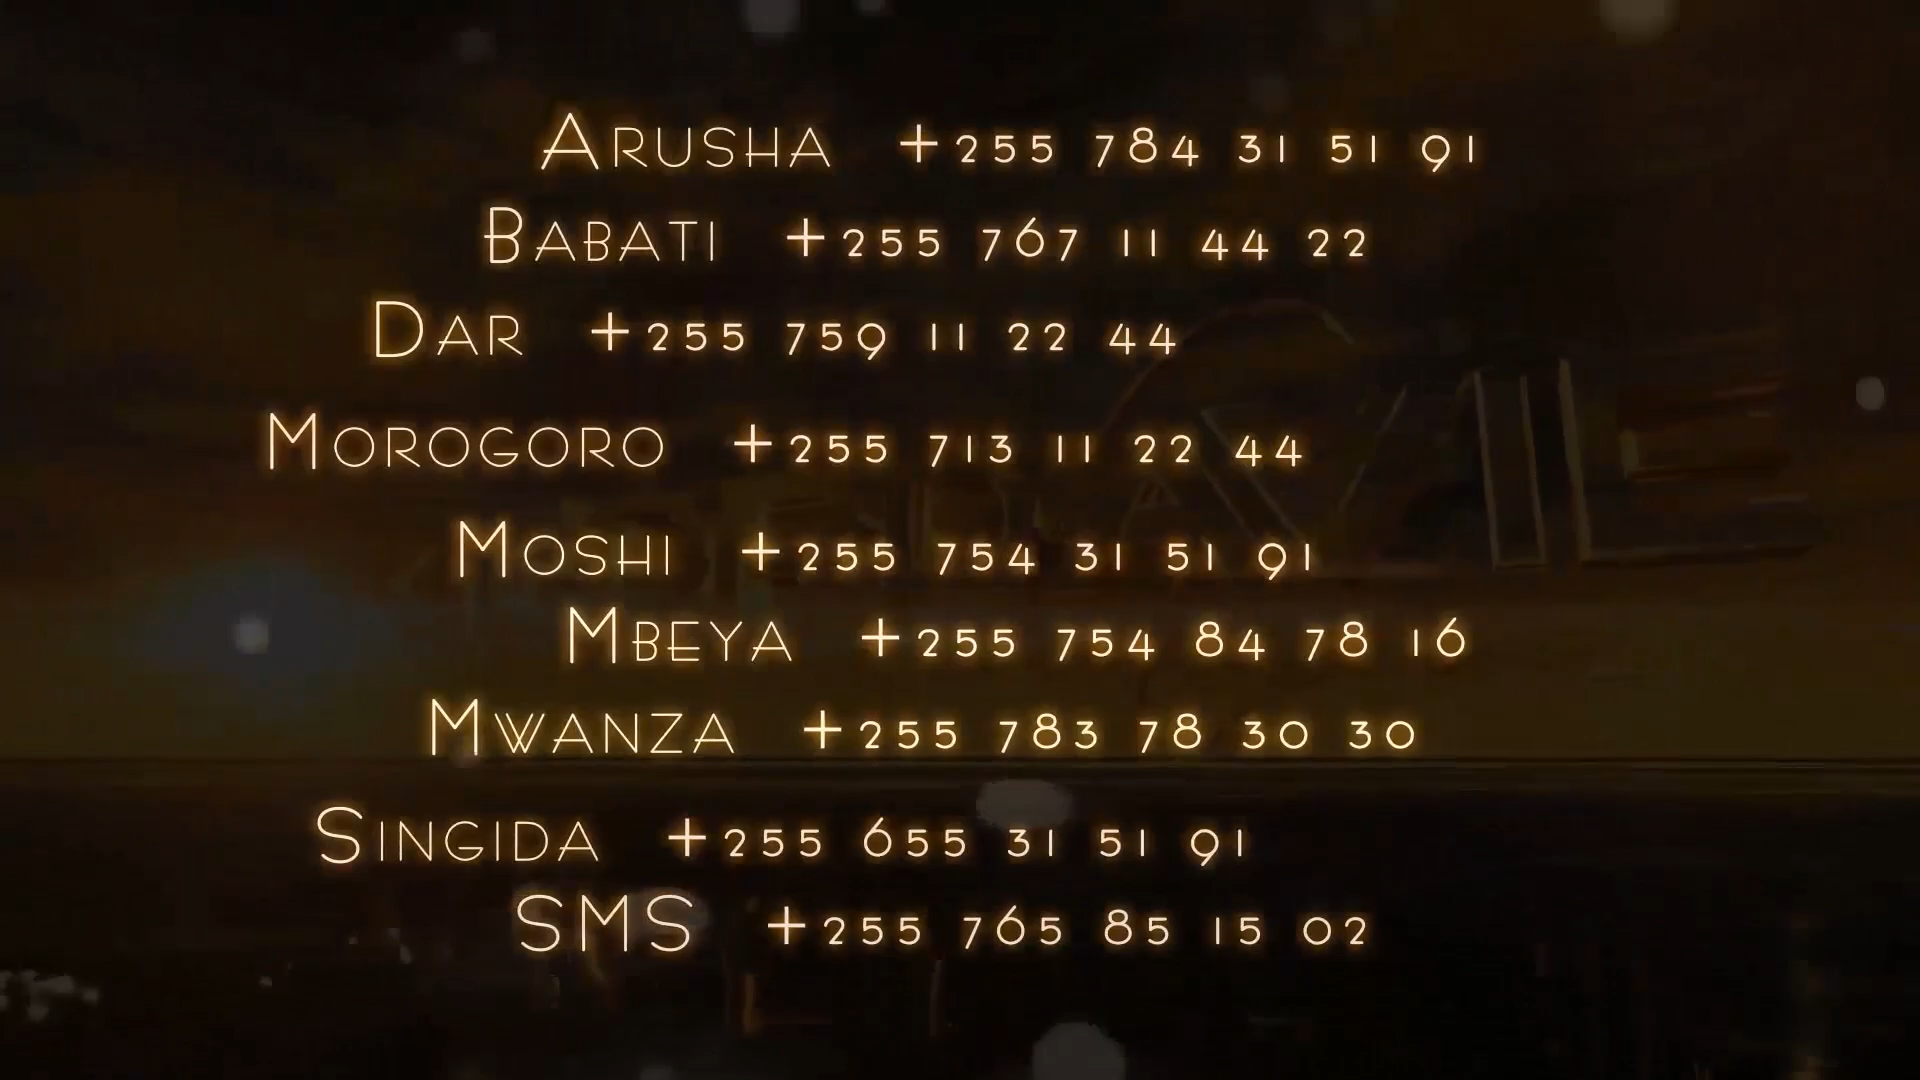 Arusha +255 784 31 51 91
Babati +255 767 11 44 22
Dar +255 759 11 22 44
Morogoro +255 713 11 22 44
Moshi +255 754 31 51 91
Mbeya +255 754 84 78 16
Mwanza +255 783 78 30 30
Singida +255 655 31 51 91
SMS +255 765 85 15 02